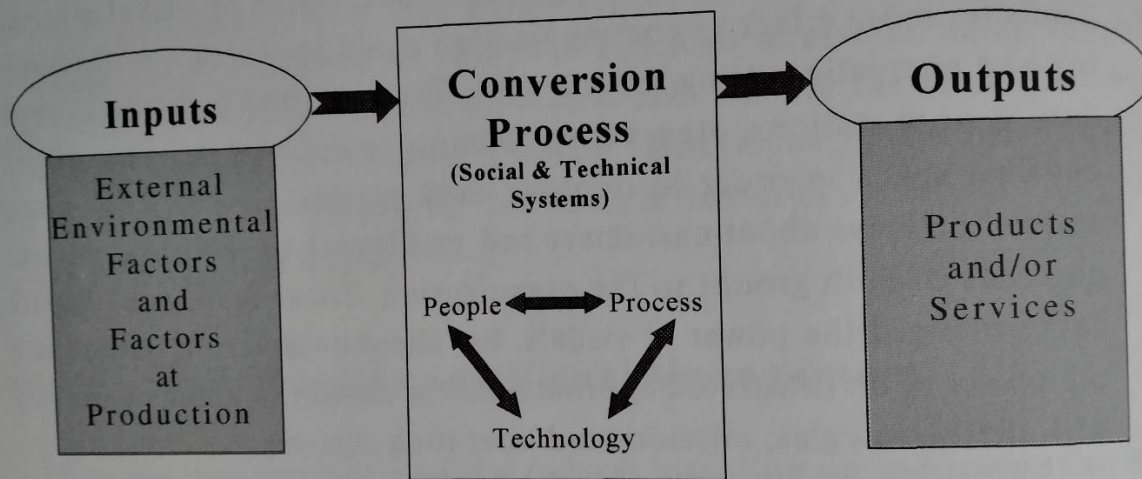 Inputs
External
Environmental
Factors
and
Factors
at
Production
Conversion
Process
(Social & Technical
Systems)
People
Process
Technology
Outputs
Products
and/or
Services